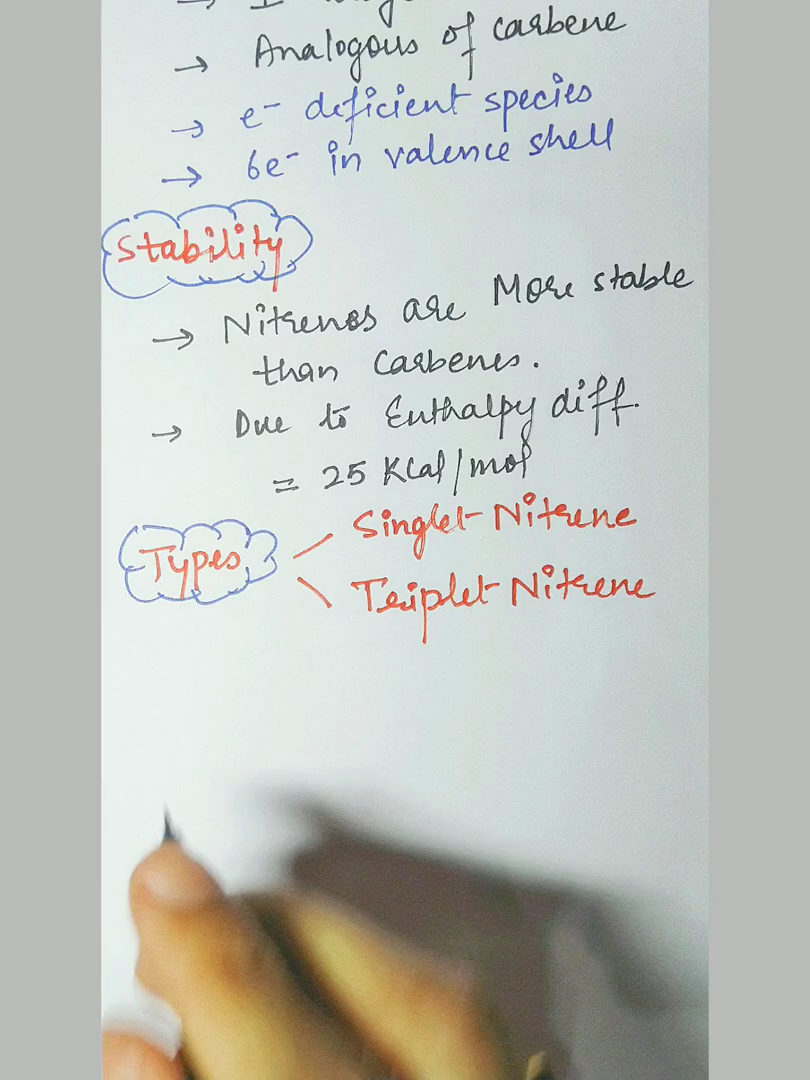 → Analogous of carbene
→ e⁻ deficient species
→ 6e⁻ in valence shell
Stability
→ Nitrenes are More stable
than Carbenes.
→ Due to Enthalpy diff.
= 25 Kcal/mol
Types
Singlet Nitrene
Triplet Nitrene